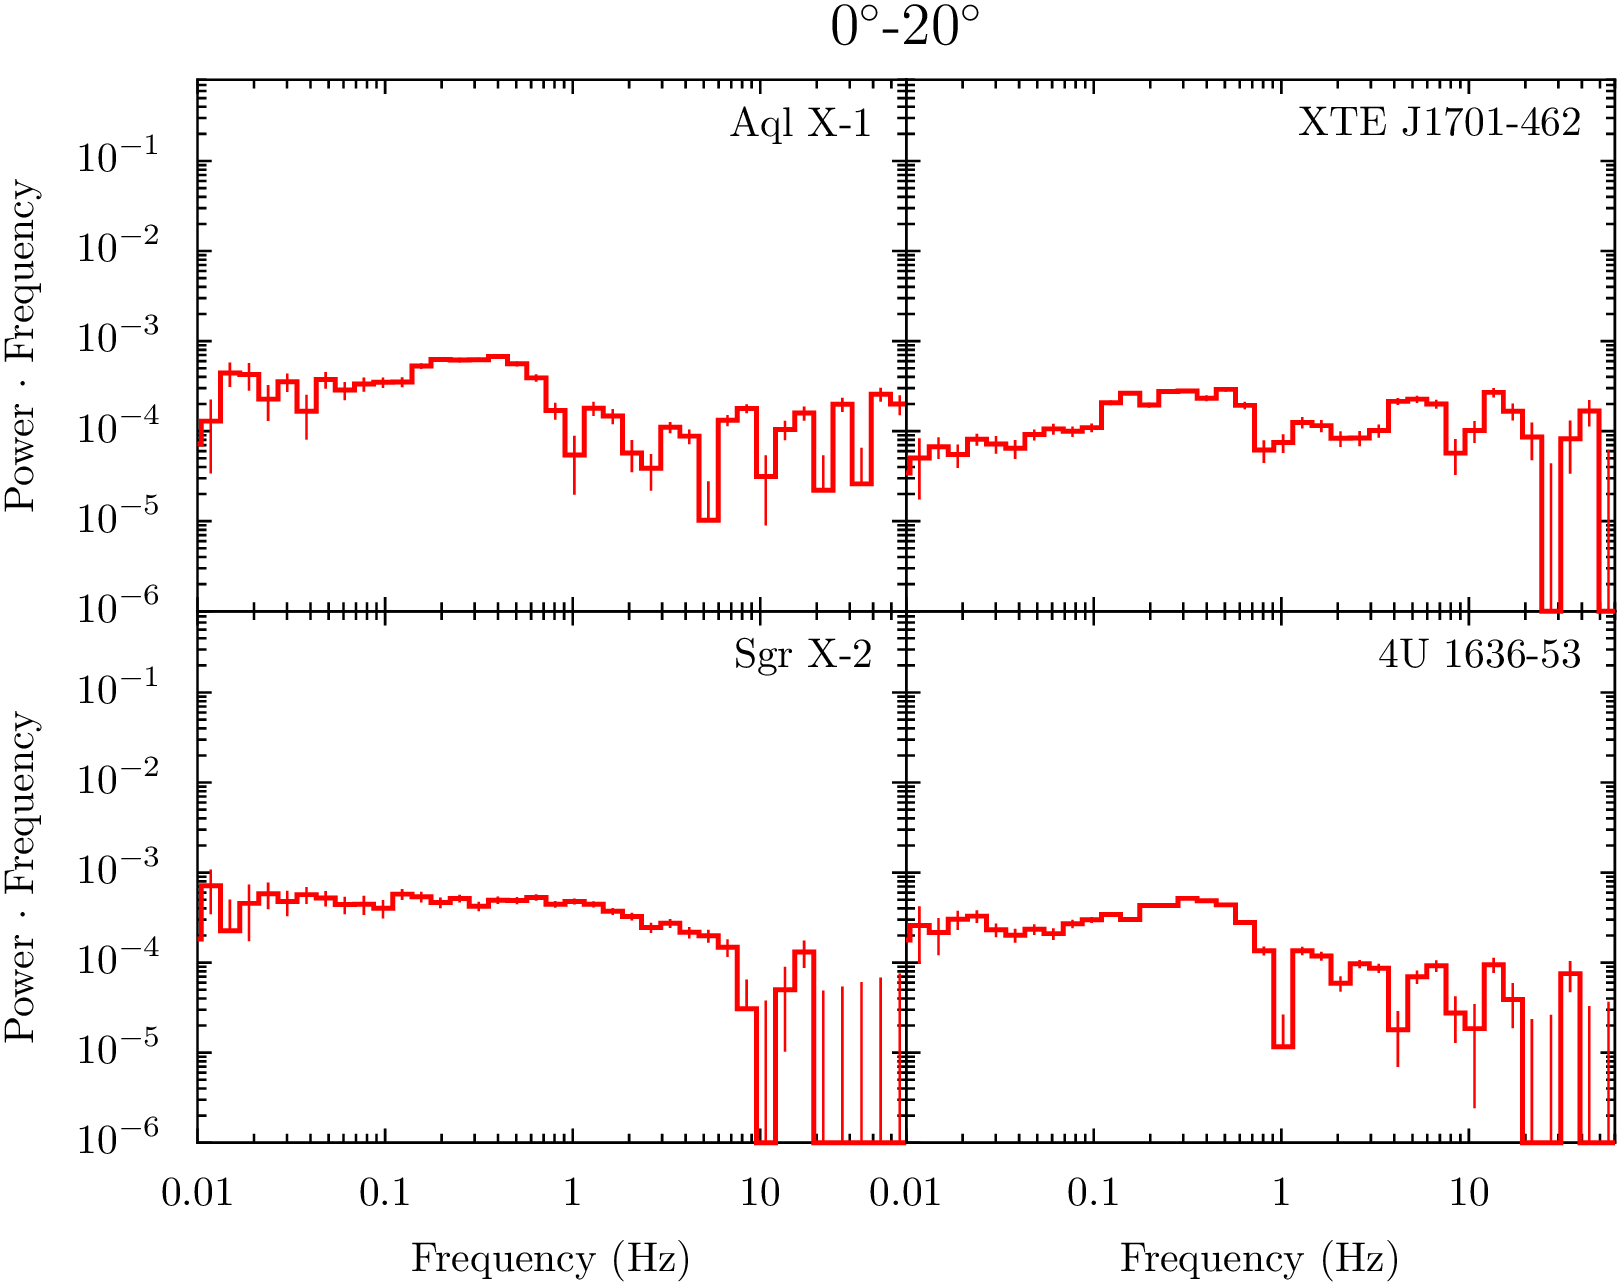 0°-20°
Aql X-1
XTE J1701-462
Power · Frequency
10⁻¹
10⁻²
10⁻³
10⁻⁴
10⁻⁵
10⁻⁶
Sgr X-2
4U 1636-53
Power · Frequency
10⁻¹
10⁻²
10⁻³
10⁻⁴
10⁻⁵
10⁻⁶
0.01 0.1 1 10 0.01 0.1 1 10
Frequency (Hz) Frequency (Hz)